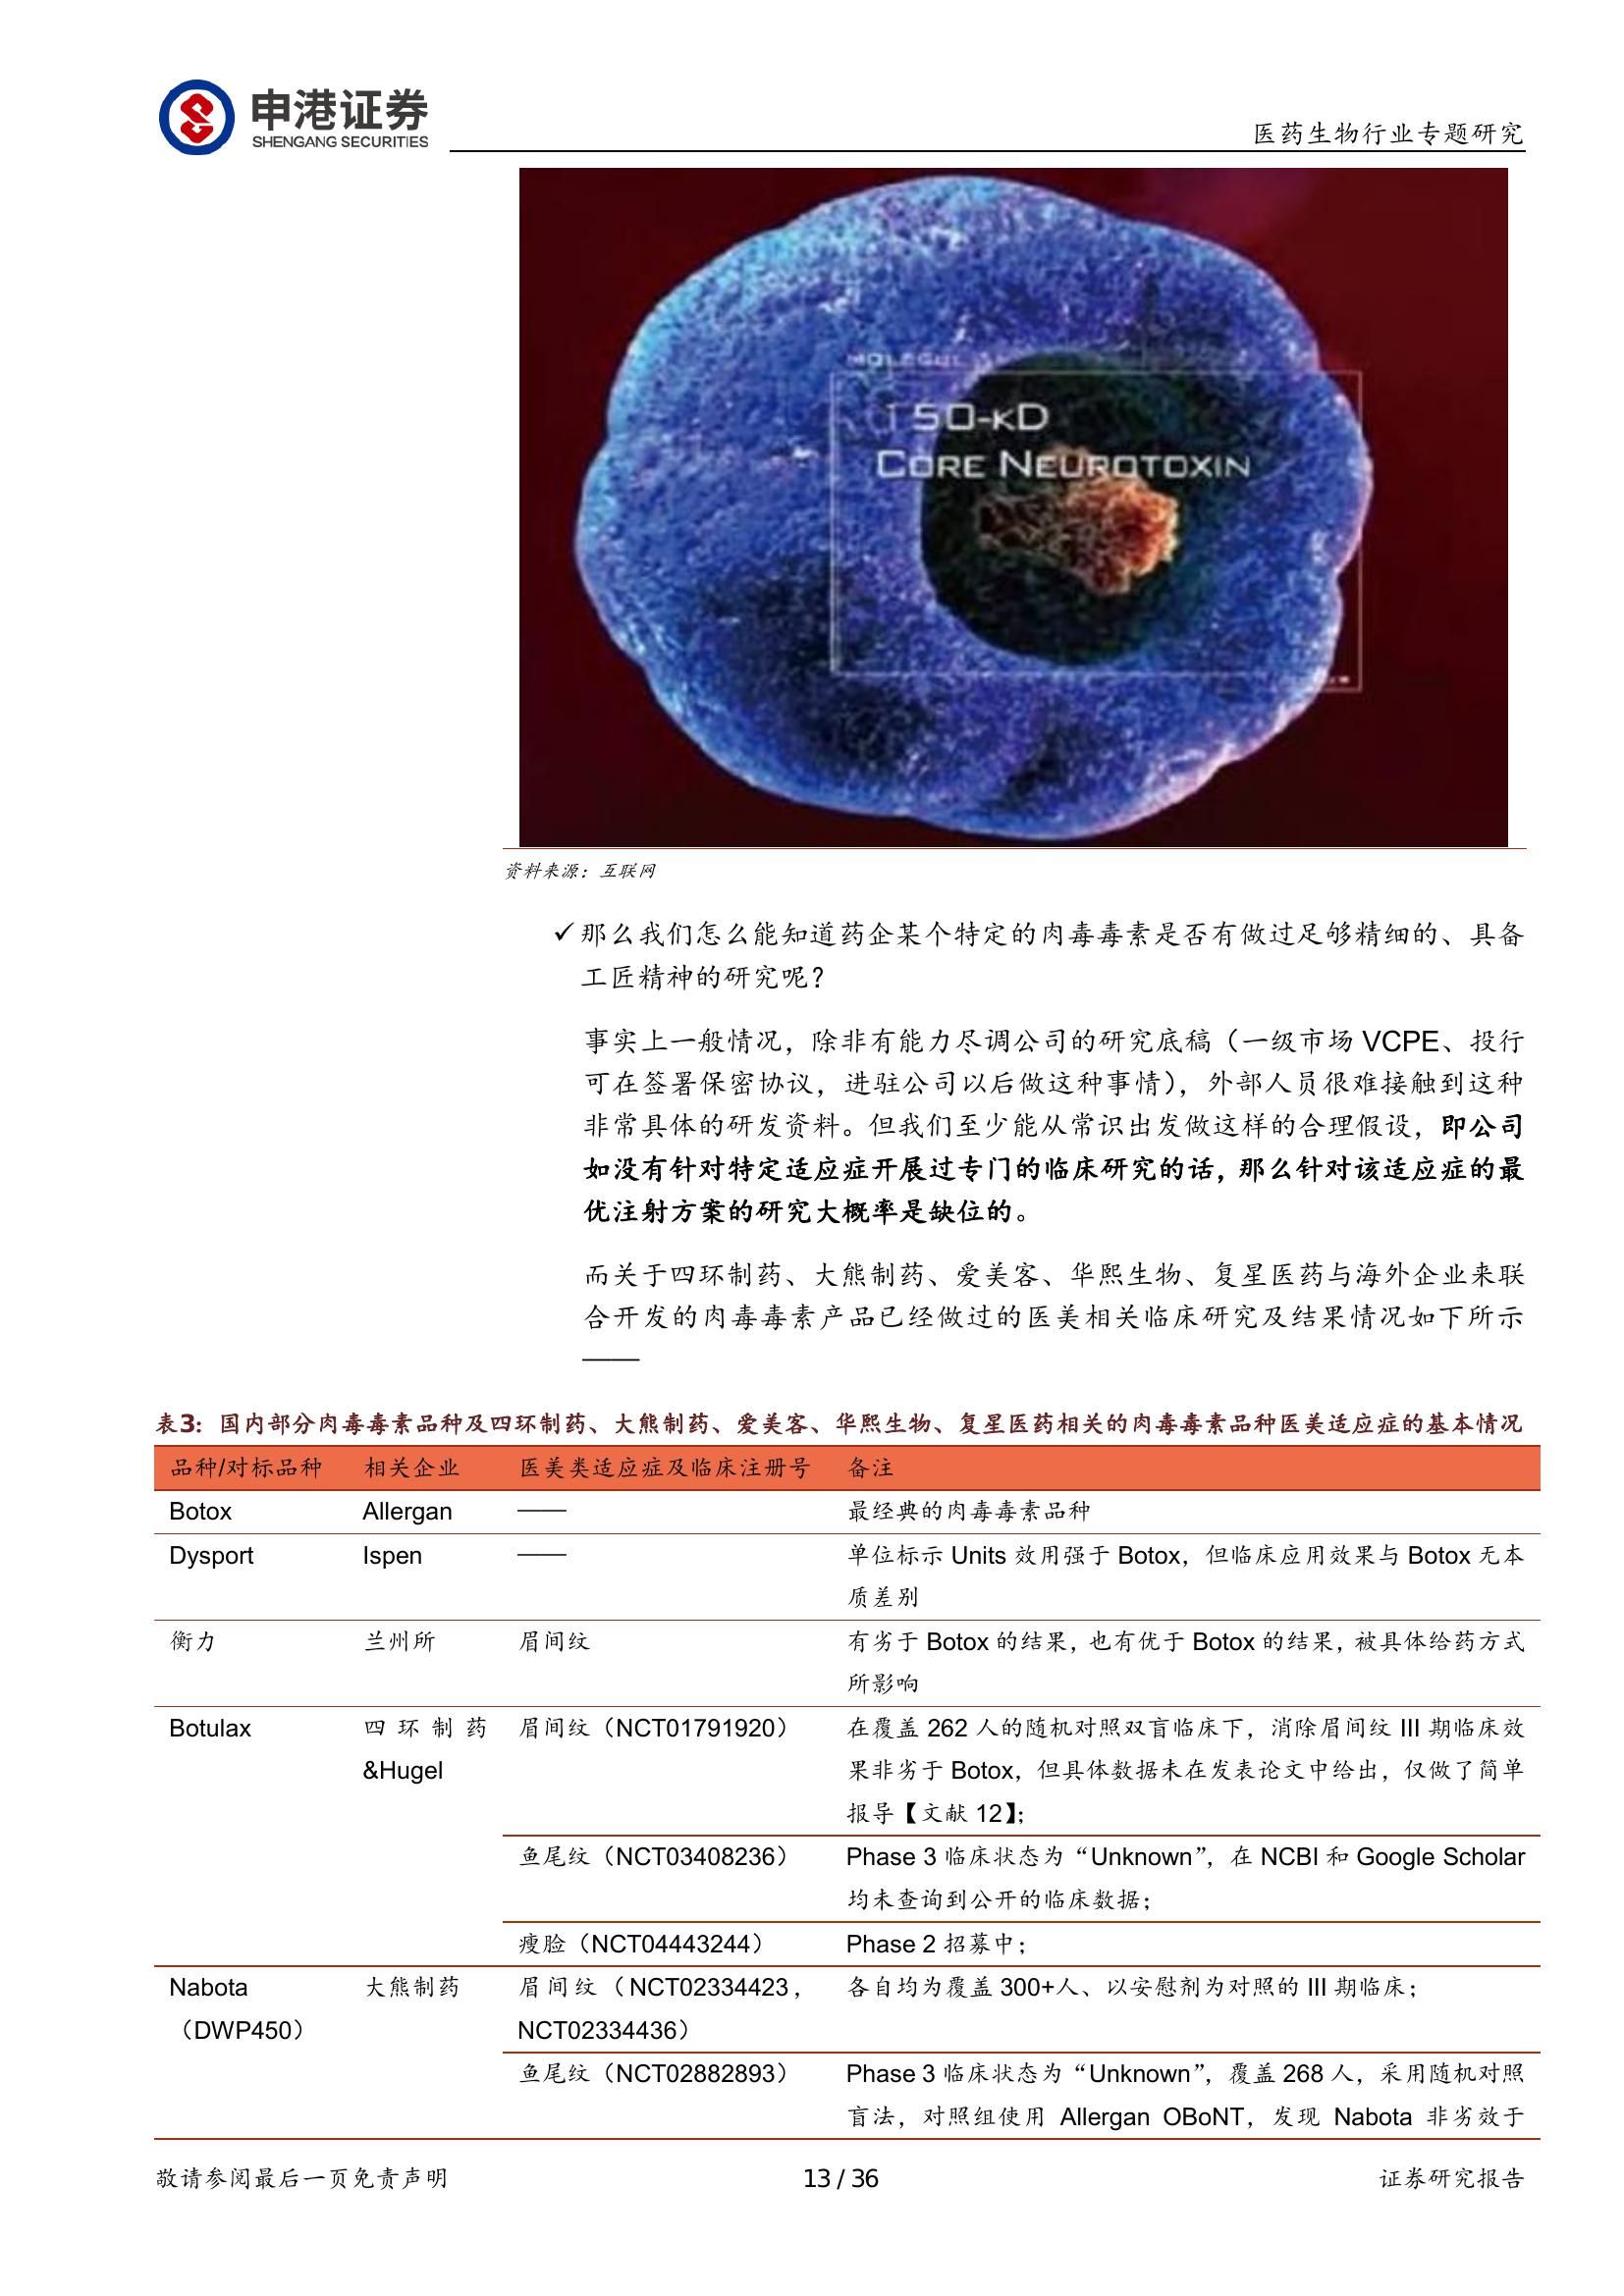 申港证券
SHENGANG SECURITIES
医药生物行业专题研究
150-KD
CORE NEUROTOXIN
资料来源：互联网
✓那么我们怎么能知道药企某个特定的肉毒毒素是否有做过足够精细的、具备
工匠精神的研究呢？
事实上一般情况，除非有能力尽调公司的研究底稿（一级市场 VCPE、投行
可在签署保密协议，进驻公司以后做这种事情），外部人员很难接触到这种
非常具体的研发资料。但我们至少能从常识出发做这样的合理假设，即公司
如没有针对特定适应症开展过专门的临床研究的话，那么针对该适应症的最
优注射方案的研究大概率是缺位的。
而关于四环制药、大熊制药、爱美客、华熙生物、复星医药与海外企业来联
合开发的肉毒毒素产品已经做过的医美相关临床研究及结果情况如下所示
——
表3：国内部分肉毒毒素品种及四环制药、大熊制药、爱美客、华熙生物、复星医药相关的肉毒毒素品种医美适应症的基本情况
品种/对标品种 相关企业 医美类适应症及临床注册号 备注
Botox Allergan —— 最经典的肉毒毒素品种
Dysport Ispen —— 单位标示 Units 效用强于 Botox，但临床应用效果与 Botox 无本
质差别
衡力 兰州所 眉间纹 有劣于 Botox 的结果，也有优于 Botox 的结果，被具体给药方式
所影响
Botulax 四环制药 眉间纹（NCT01791920） 在覆盖 262 人的随机对照双盲临床下，消除眉间纹 III 期临床效
&Hugel 果非劣于 Botox，但具体数据未在发表论文中给出，仅做了简单
报导【文献 12】；
鱼尾纹（NCT03408236） Phase 3 临床状态为“Unknown”，在 NCBI 和 Google Scholar
均未查询到公开的临床数据；
瘦脸（NCT04443244） Phase 2 招募中；
Nabota 大熊制药 眉间纹（NCT02334423， 各自均为覆盖 300+人、以安慰剂为对照的 III 期临床；
（DWP450） NCT02334436）
鱼尾纹（NCT02882893） Phase 3 临床状态为“Unknown”，覆盖 268 人，采用随机对照
盲法，对照组使用 Allergan OBoNT，发现 Nabota 非劣效于
敬请参阅最后一页免责声明 13 / 36 证券研究报告